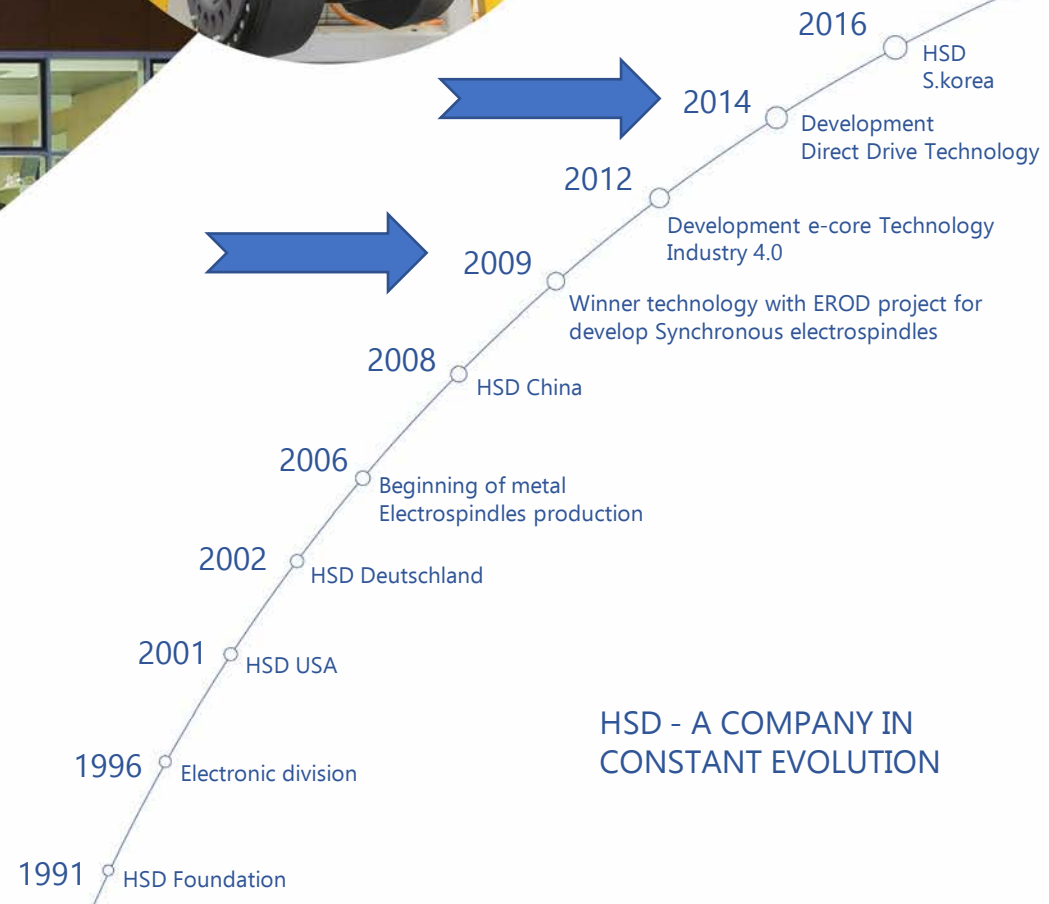 2016
HSD
S.korea
2014
Development
Direct Drive Technology
2012
Development e-core Technology
Industry 4.0
2009
Winner technology with EROD project for
develop Synchronous electrospindles
2008
HSD China
2006
Beginning of metal
Electrospindles production
2002
HSD Deutschland
2001
HSD USA
HSD - A COMPANY IN
CONSTANT EVOLUTION
1996
Electronic division
1991
HSD Foundation